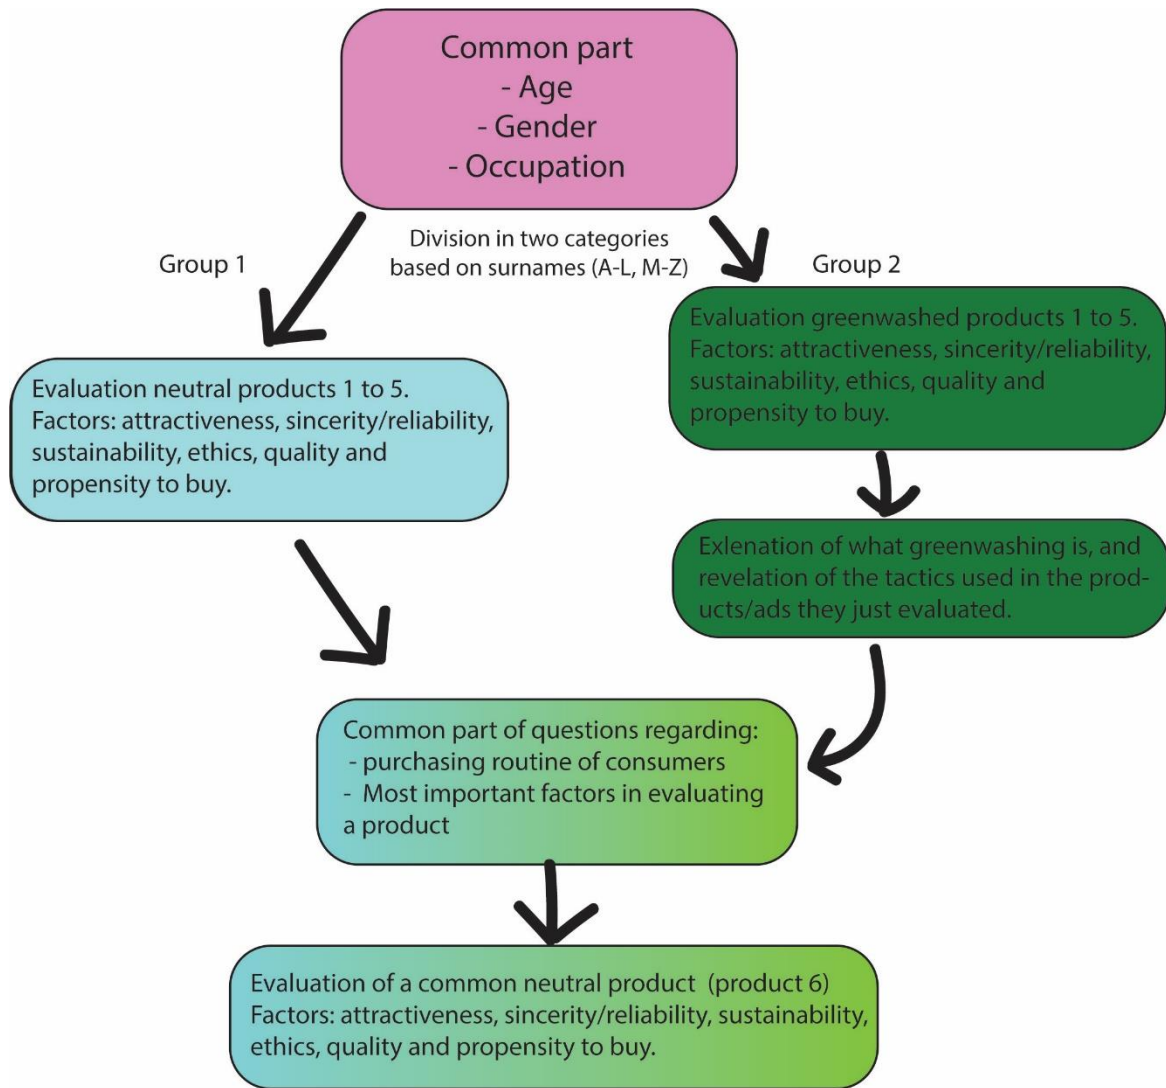 Common part
- Age
- Gender
- Occupation
Division in two categories
based on surnames (A-L, M-Z)
Group 1
Group 2
Evaluation neutral products 1 to 5.
Factors: attractiveness, sincerity/reliability,
sustainability, ethics, quality and
propensity to buy.
Evaluation greenwashed products 1 to 5.
Factors: attractiveness, sincerity/reliability,
sustainability, ethics, quality and
propensity to buy.
Exlenation of what greenwashing is, and
revelation of the tactics used in the prod-
ucts/ads they just evaluated.
Common part of questions regarding:
- purchasing routine of consumers
- Most important factors in evaluating
a product
Evaluation of a common neutral product (product 6)
Factors: attractiveness, sincerity/reliability, sustainability,
ethics, quality and propensity to buy.